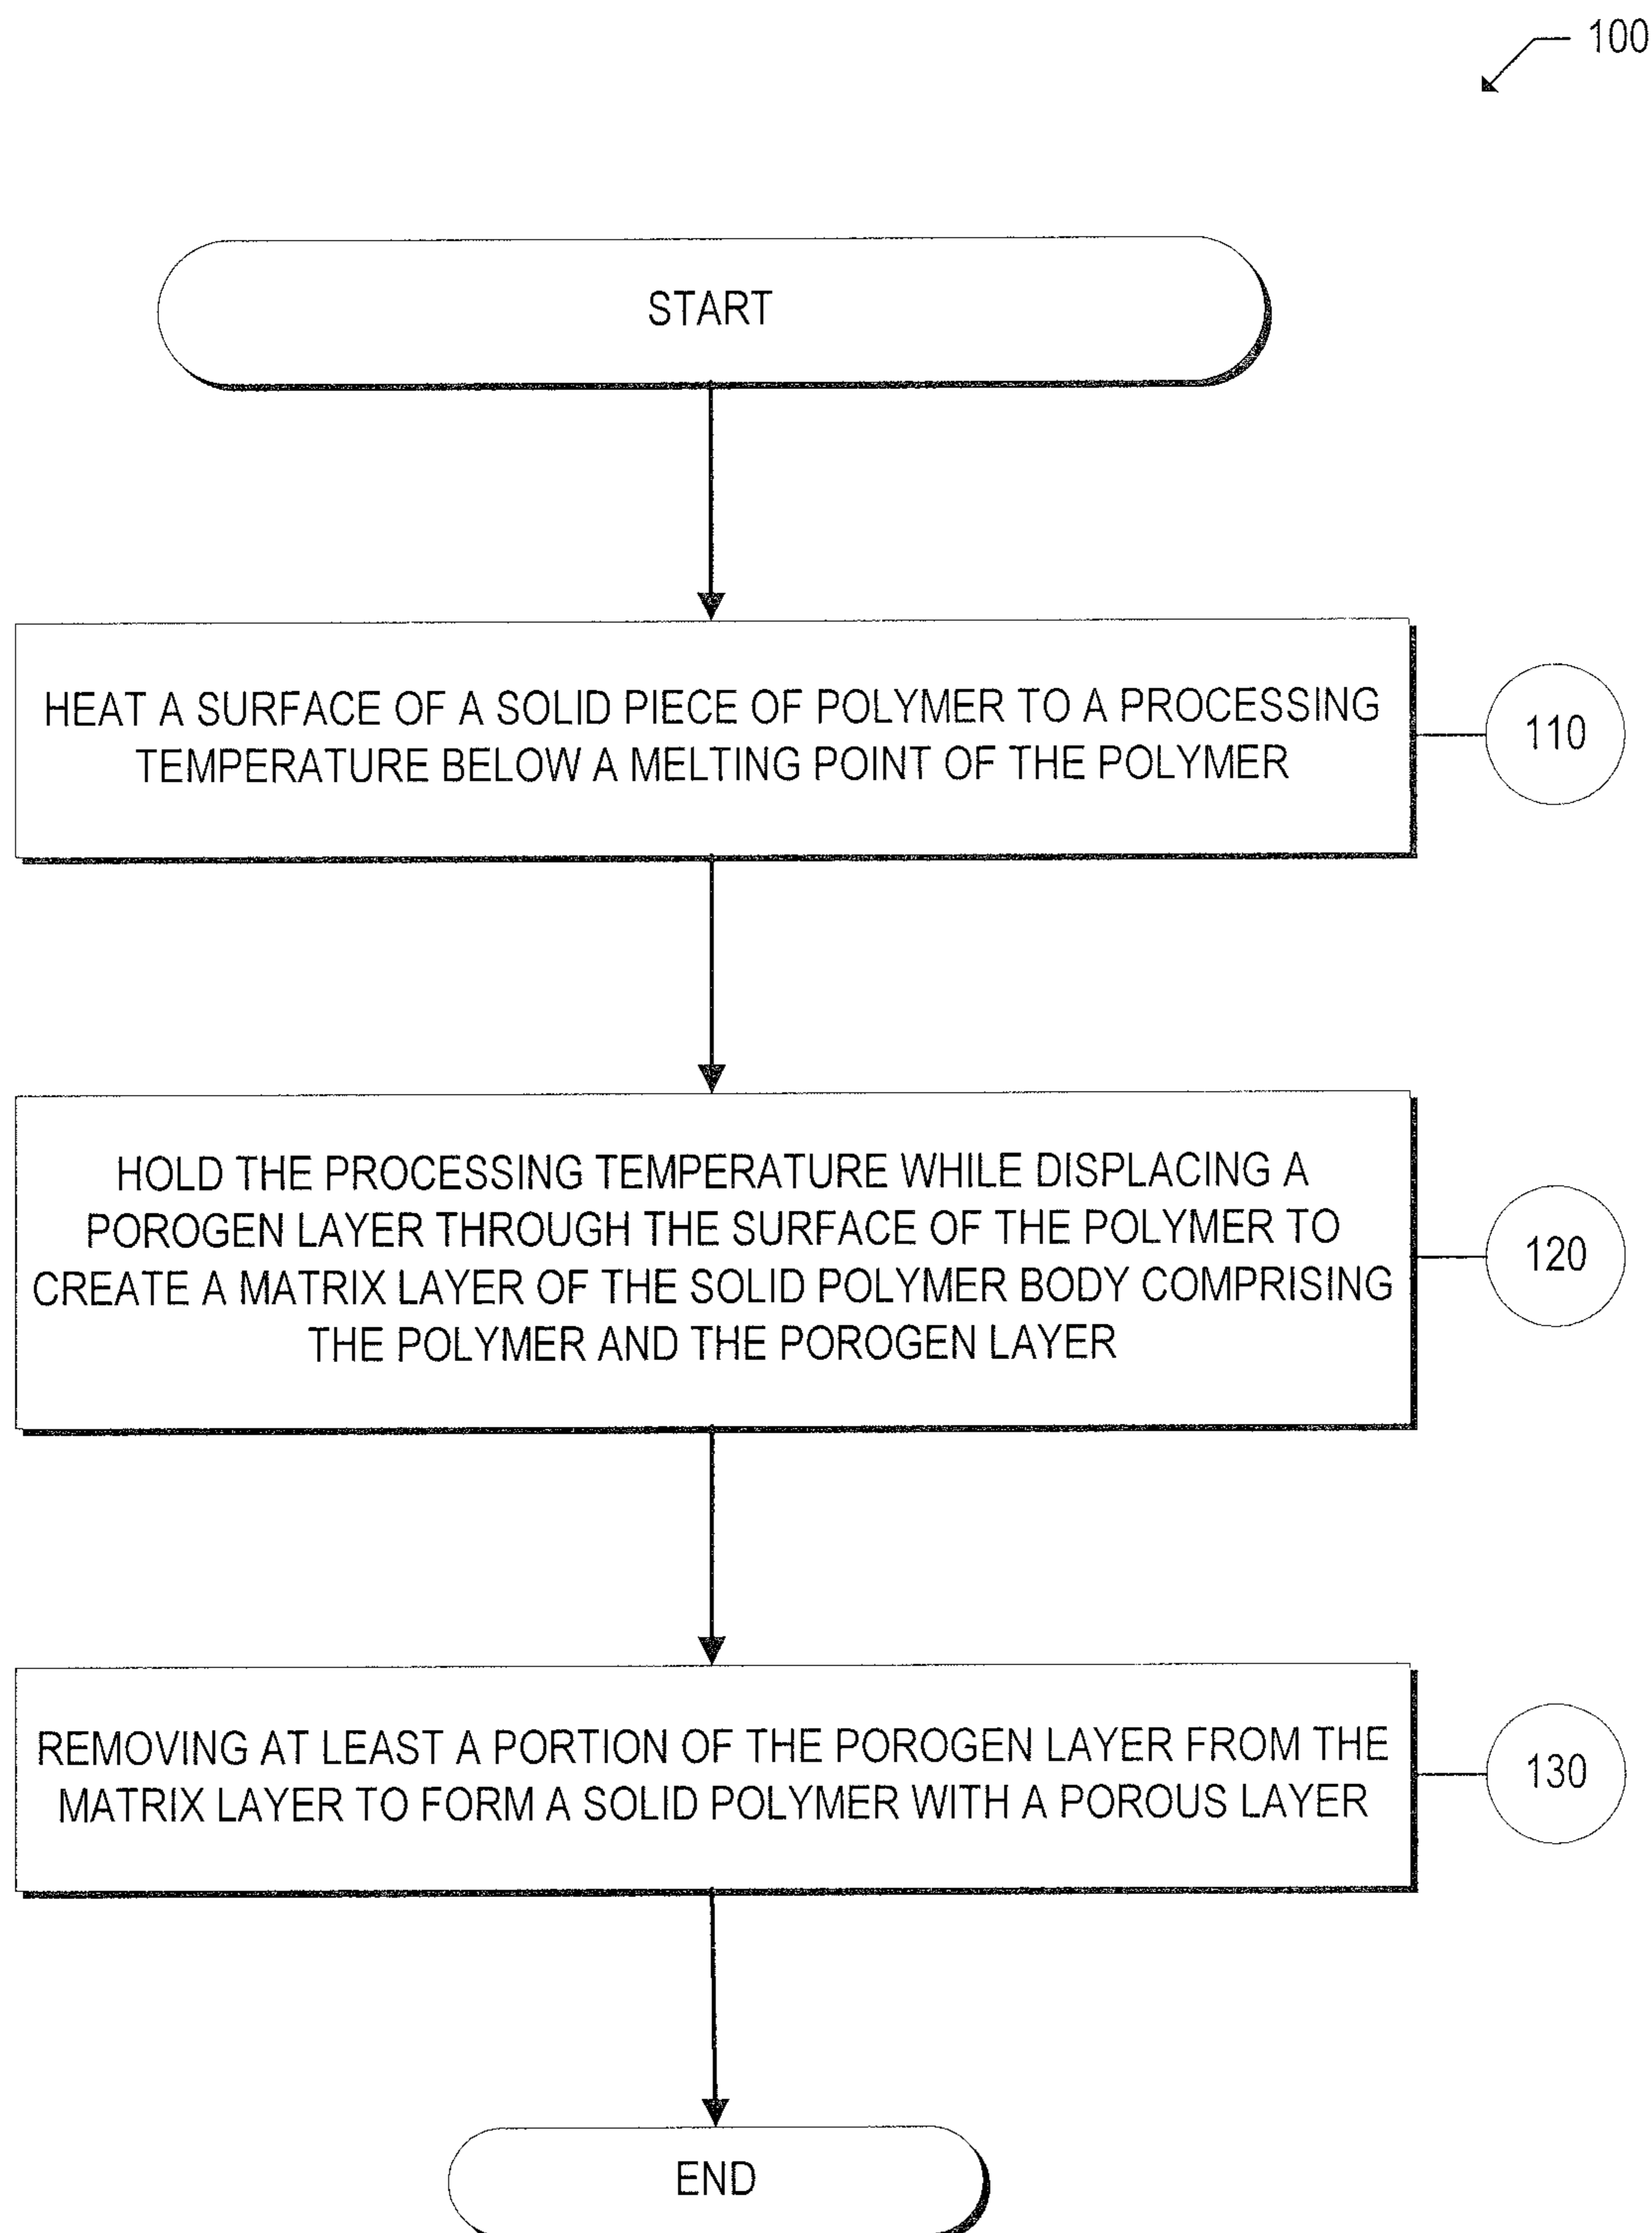 100
START
HEAT A SURFACE OF A SOLID PIECE OF POLYMER TO A PROCESSING
TEMPERATURE BELOW A MELTING POINT OF THE POLYMER
110
HOLD THE PROCESSING TEMPERATURE WHILE DISPLACING A
POROGEN LAYER THROUGH THE SURFACE OF THE POLYMER TO
CREATE A MATRIX LAYER OF THE SOLID POLYMER BODY COMPRISING
THE POLYMER AND THE POROGEN LAYER
120
REMOVING AT LEAST A PORTION OF THE POROGEN LAYER FROM THE
MATRIX LAYER TO FORM A SOLID POLYMER WITH A POROUS LAYER
130
END